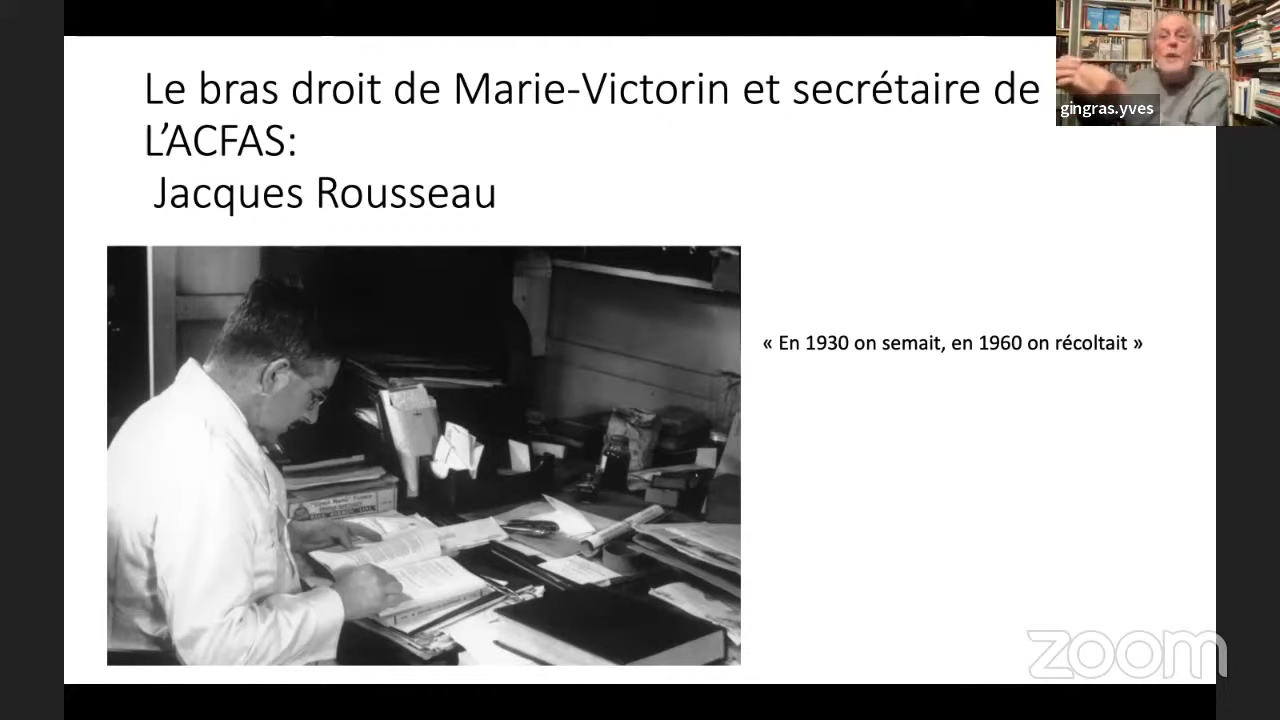 Le bras droit de Marie-Victorin et secrétaire de
L’ACFAS:
Jacques Rousseau
gingras.yves
« En 1930 on semait, en 1960 on récoltait »
zoom